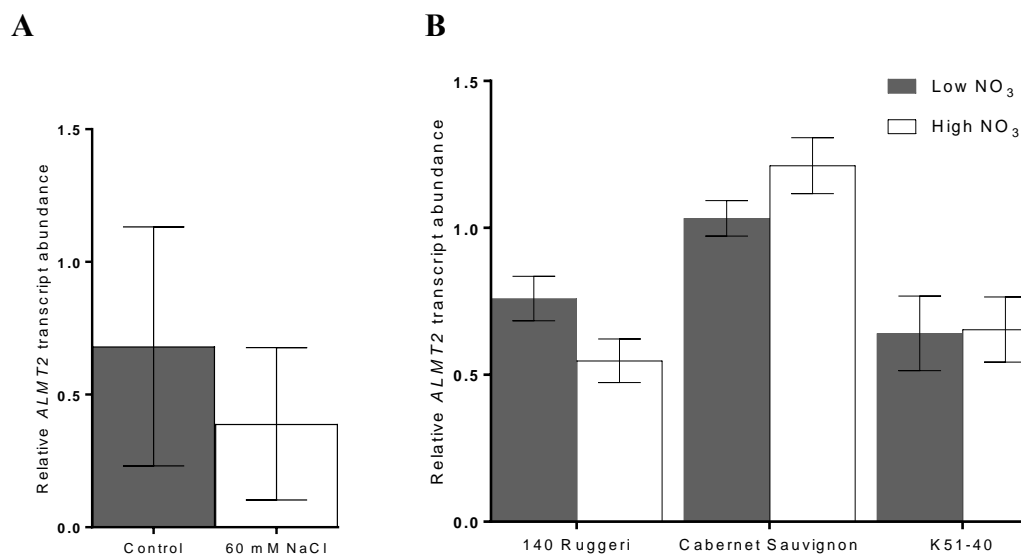 A
Relative ALMT2 transcript abundance
1.5
1.0
0.5
0.0
Control
60 mM NaCl
B
Relative ALMT2 transcript abundance
1.5
1.0
0.5
0.0
Low NO3
High NO3
140 Ruggeri
Cabernet Sauvignon
K51-40